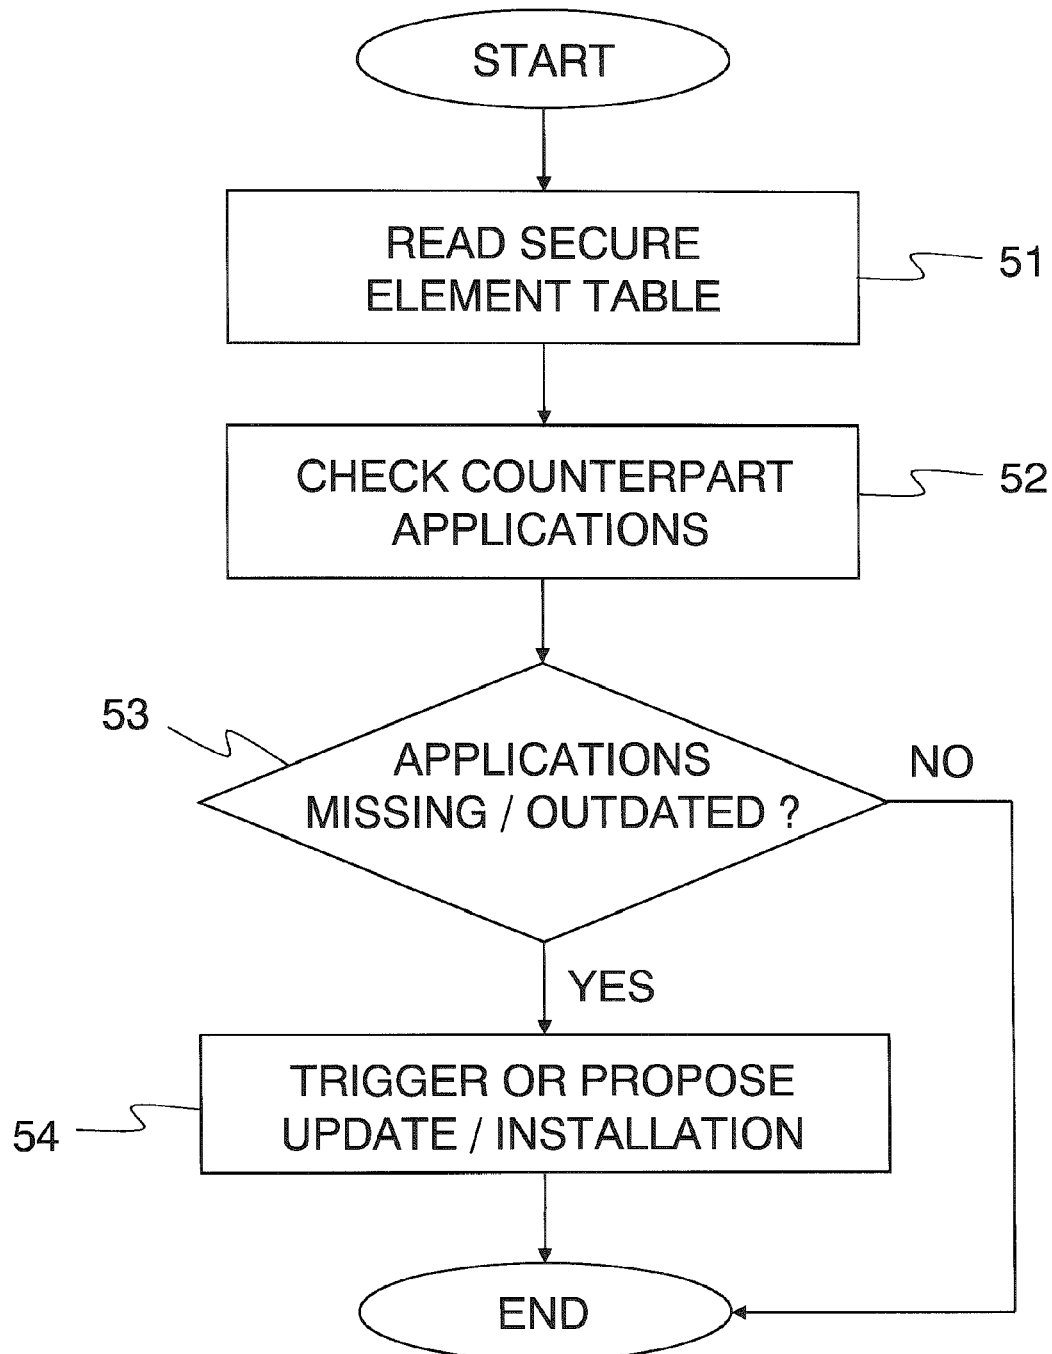 START
READ SECURE
ELEMENT TABLE
51
CHECK COUNTERPART
APPLICATIONS
52
53
APPLICATIONS
MISSING / OUTDATED ?
NO
YES
TRIGGER OR PROPOSE
UPDATE / INSTALLATION
54
END